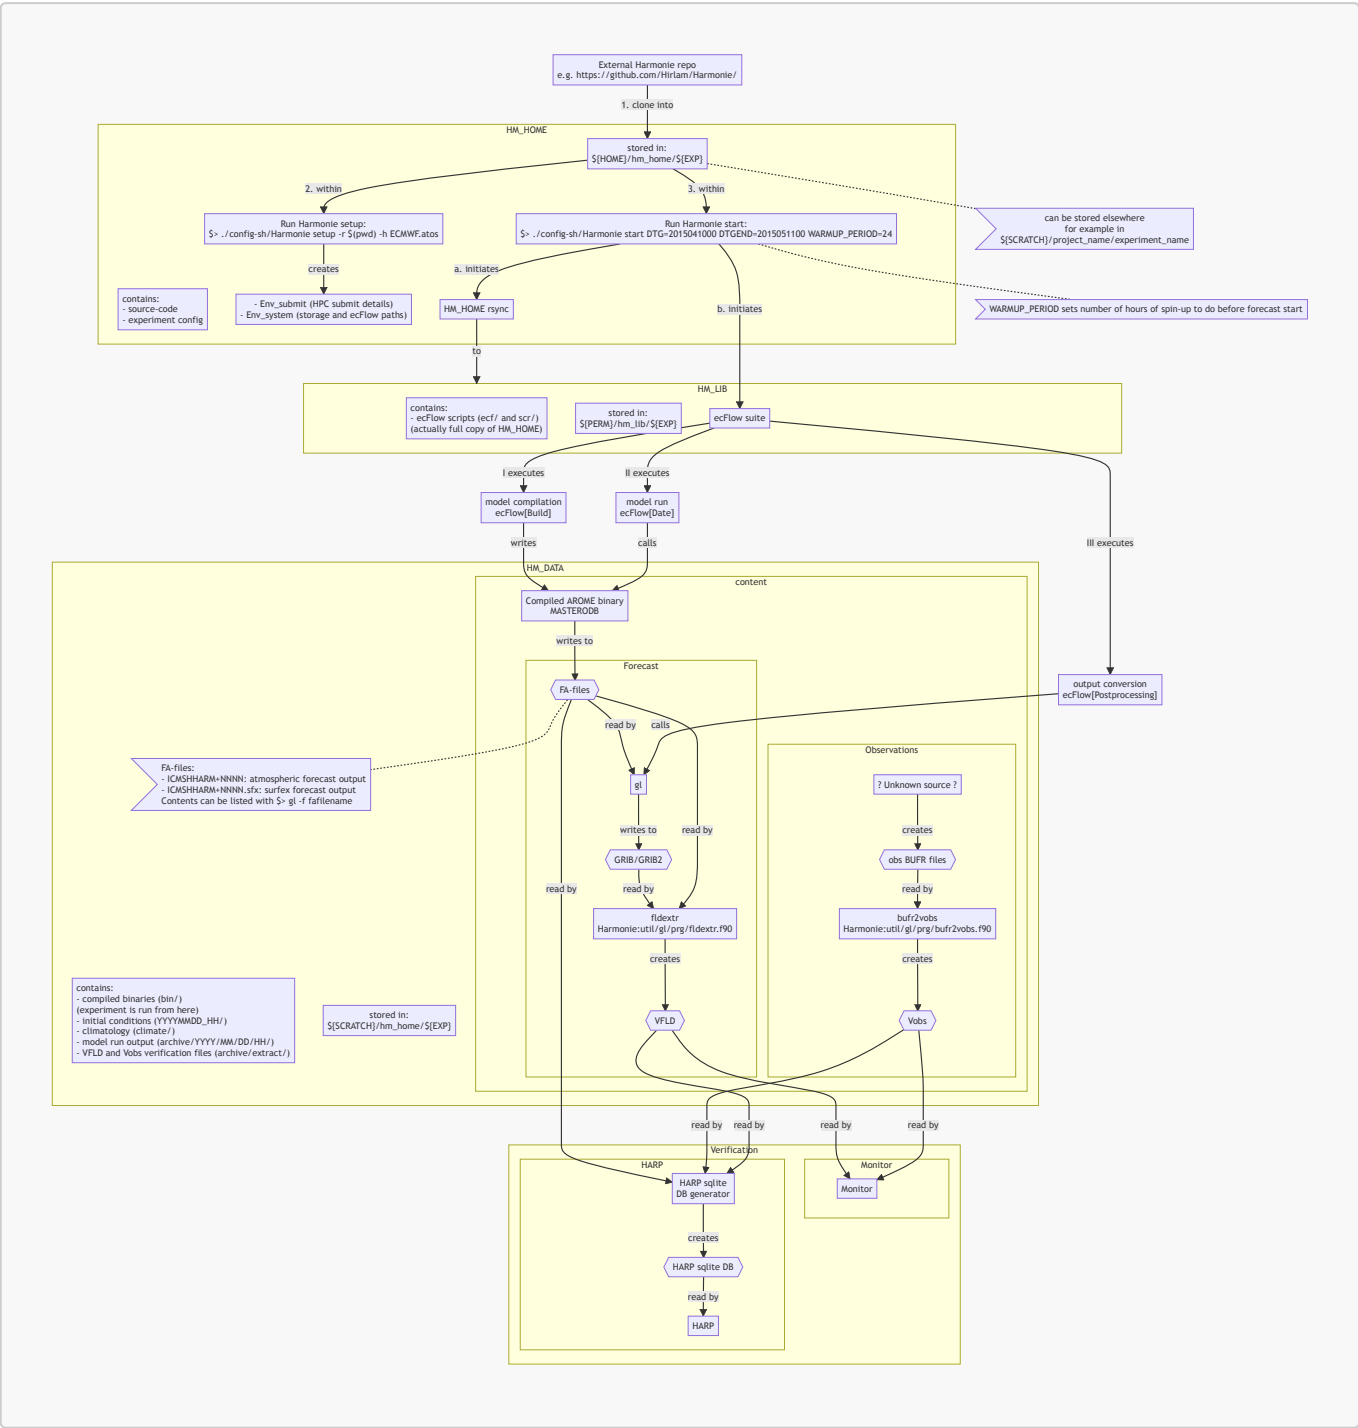 External Harmonie repo
e.g. https://github.com/Hirlam/Harmonie/
1. clone into
HM_HOME
stored in:
${HOME}/hm_home/${EXP}
2. within
3. within
Run Harmonie setup:
$> ./config-sh/Harmonie setup -r $(pwd) -h ECMWF.atos
Run Harmonie start:
$> ./config-sh/Harmonie start DTG=2015041000 DTGEND=2015051100 WARMUP_PERIOD=24
can be stored elsewhere
for example in
${SCRATCH}/project_name/experiment_name
creates
a. initiates
b. initiates
contains:
- source-code
- experiment config
- Env_submit (HPC submit details)
- Env_system (storage and ecFlow paths)
HM_HOME rsync
WARMUP_PERIOD sets number of hours of spin-up to do before forecast start
to
HM_LIB
contains:
- ecFlow scripts (ecf/ and scr/)
(actually full copy of HM_HOME)
stored in:
${PERM}/hm_lib/${EXP}
ecFlow suite
I executes
II executes
model compilation
ecFlow[Build]
model run
ecFlow[Date]
writes
calls
III executes
HM_DATA
content
Compiled AROME binary
MASTERODB
writes to
Forecast
FA-files
output conversion
ecFlow[Postprocessing]
read by
calls
Observations
FA-files:
- ICMSHHARM+NNNN: atmospheric forecast output
- ICMSHHARM+NNNN.sfx: surfex forecast output
Contents can be listed with $> gl -f fafilename
gl
? Unknown source ?
writes to
read by
creates
GRIB/GRIB2
obs BUFR files
read by
read by
read by
fldextr
Harmonie:util/gl/prg/fldextr.f90
bufr2vobs
Harmonie:util/gl/prg/bufr2vobs.f90
creates
creates
contains:
- compiled binaries (bin/)
(experiment is run from here)
- initial conditions (YYYYMMDD_HH/)
- climatology (climate/)
- model run output (archive/YYYY/MM/DD/HH/)
- VFLD and Vobs verification files (archive/extract/)
stored in:
${SCRATCH}/hm_home/${EXP}
VFLD
Vobs
read by
read by
read by
read by
Verification
HARP
Monitor
HARP sqlite
DB generator
Monitor
creates
HARP sqlite DB
read by
HARP